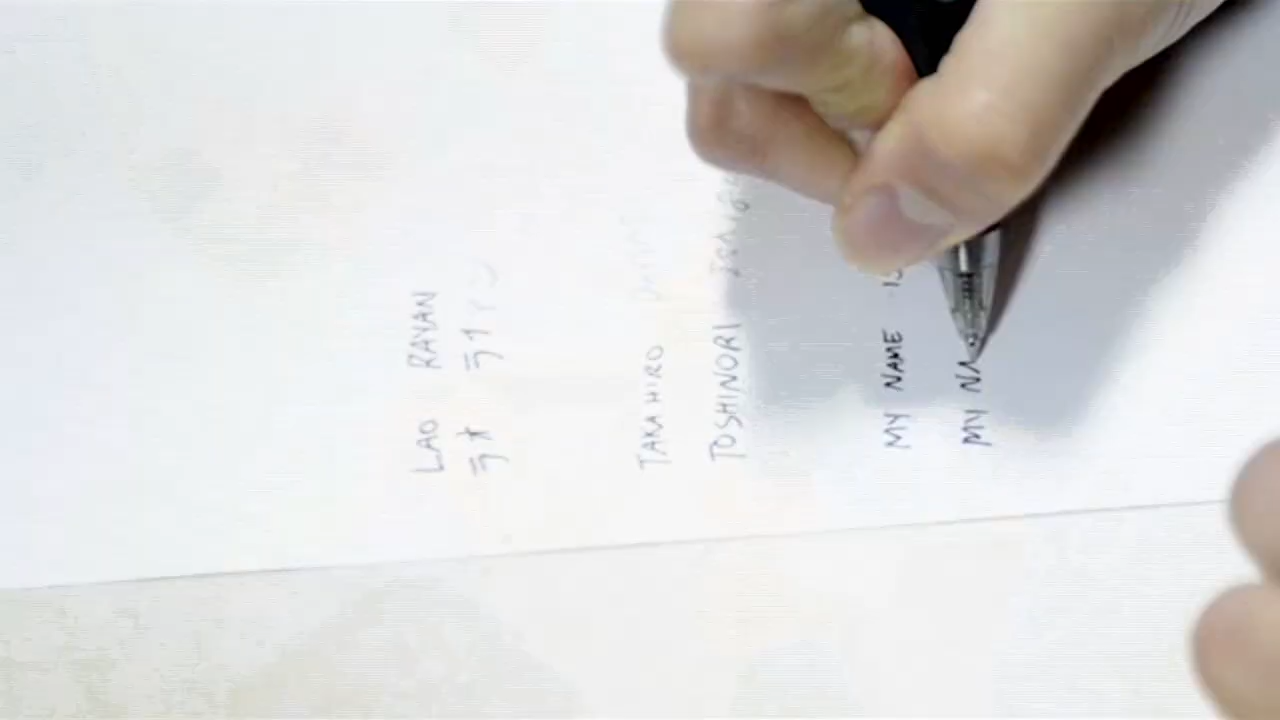 LAO RAYAN
ラオ ライアン
TAKAHIRO
TOSHINORI
MY NAME IS
MY NA